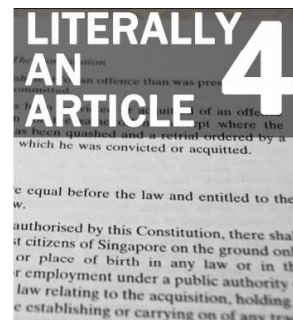 LITERALLY
AN
ARTICLE 4
an offence than was
of an
where the
has been quashed and a retrial ordered by a
which he was convicted or acquitted.
equal before the law and entitled to the
authorised by this Constitution, there
citizens of Singapore on the ground
or place of birth in any law or in
employment under a public authority
law relating to the acquisition, holding
establishing or carrying on of any